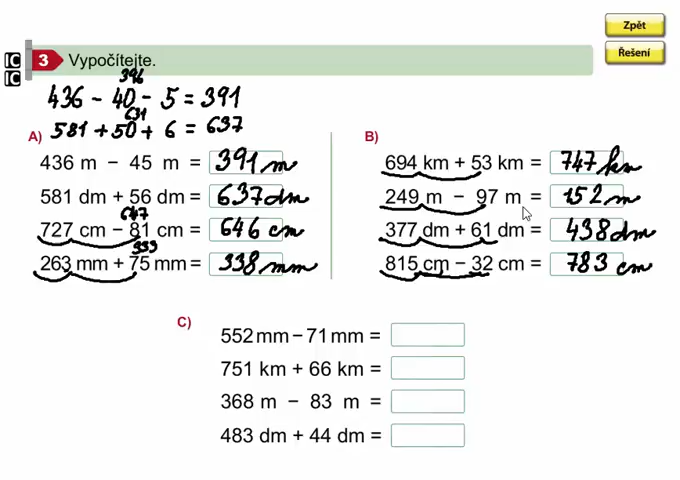 Zpět
Řešení
3 Vypočítejte.
396
436 - 40 - 5 = 391
631
581 + 50 + 6 = 637
A)
436 m − 45 m = 391 m
581 dm + 56 dm = 637 dm
647
727 cm − 81 cm = 646 cm
333
263 mm + 75 mm = 338 mm
B)
694 km + 53 km = 747 km
249 m − 97 m = 152 m
377 dm + 61 dm = 438 dm
815 cm − 32 cm = 783 cm
C)
552 mm − 71 mm =
751 km + 66 km =
368 m − 83 m =
483 dm + 44 dm =